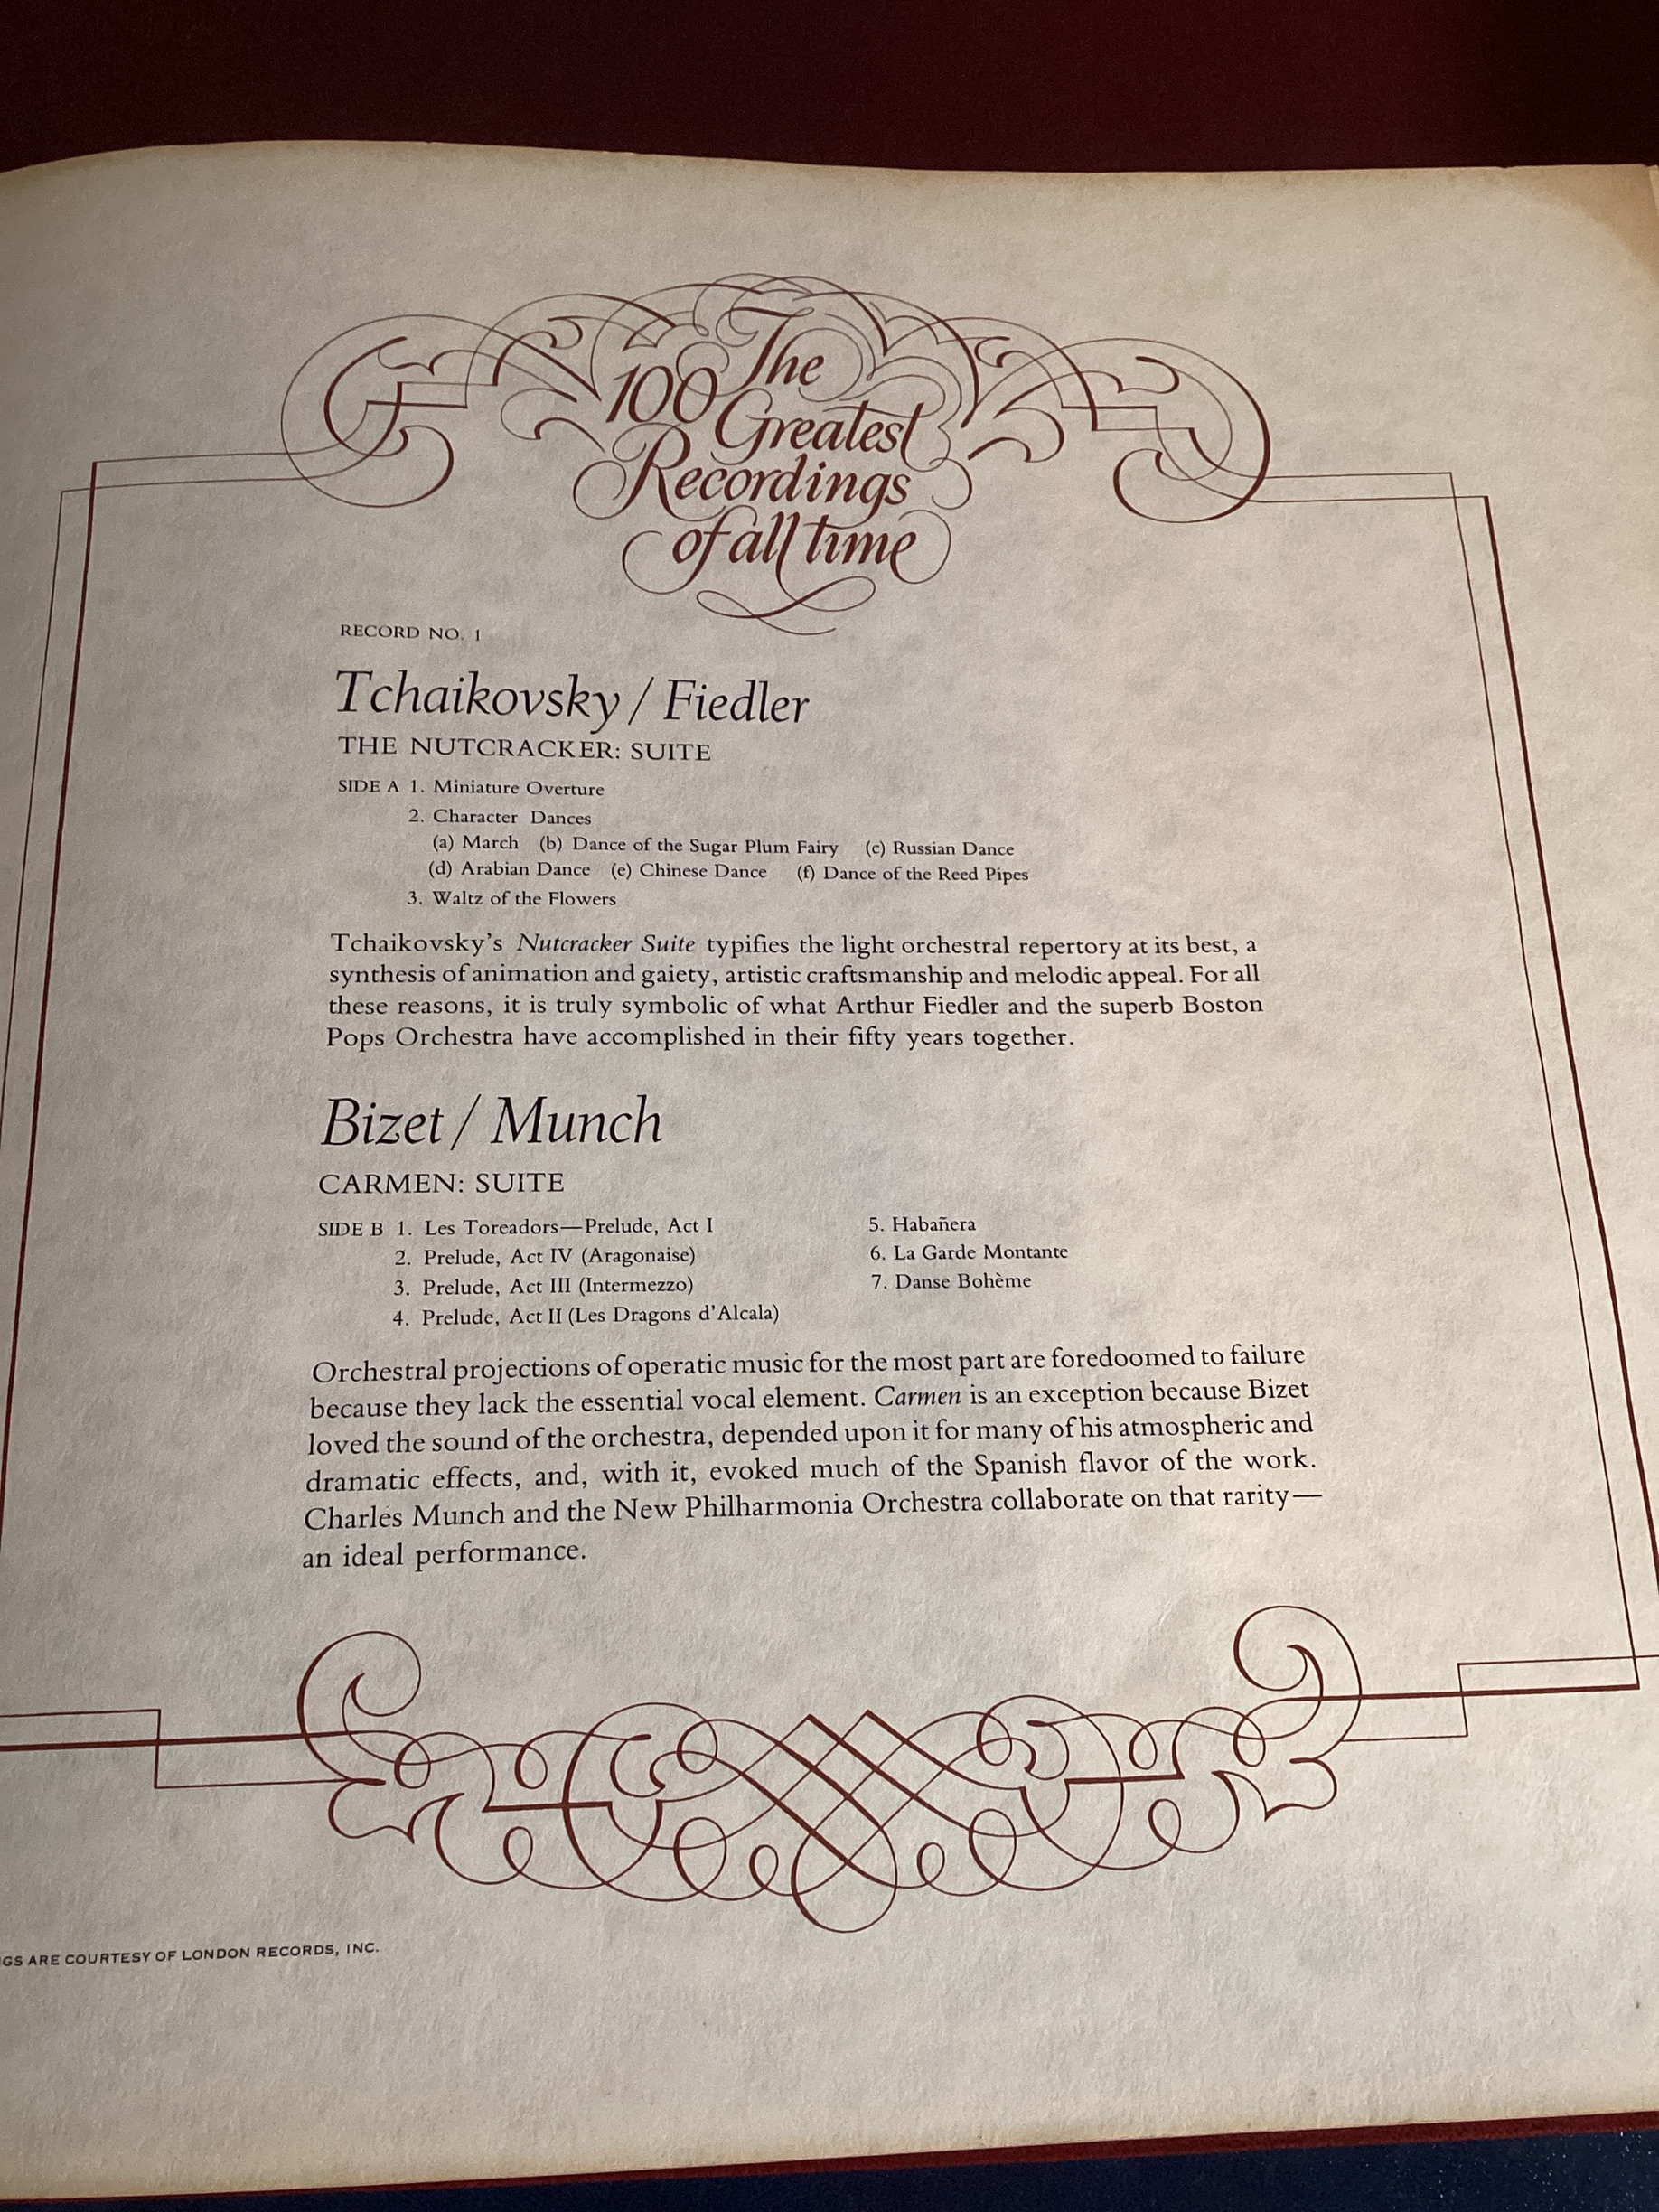 The
100
Greatest
Recordings
of all time
RECORD NO. 1
Tchaikovsky / Fiedler
THE NUTCRACKER: SUITE
SIDE A 1. Miniature Overture
2. Character Dances
(a) March (b) Dance of the Sugar Plum Fairy (c) Russian Dance
(d) Arabian Dance (e) Chinese Dance (f) Dance of the Reed Pipes
3. Waltz of the Flowers
Tchaikovsky's Nutcracker Suite typifies the light orchestral repertory at its best, a
synthesis of animation and gaiety, artistic craftsmanship and melodic appeal. For all
these reasons, it is truly symbolic of what Arthur Fiedler and the superb Boston
Pops Orchestra have accomplished in their fifty years together.
Bizet / Munch
CARMEN: SUITE
SIDE B 1. Les Toreadors—Prelude, Act I
2. Prelude, Act IV (Aragonaise)
3. Prelude, Act III (Intermezzo)
4. Prelude, Act II (Les Dragons d'Alcala)
5. Habañera
6. La Garde Montante
7. Danse Bohème
Orchestral projections of operatic music for the most part are foredoomed to failure
because they lack the essential vocal element. Carmen is an exception because Bizet
loved the sound of the orchestra, depended upon it for many of his atmospheric and
dramatic effects, and, with it, evoked much of the Spanish flavor of the work.
Charles Munch and the New Philharmonia Orchestra collaborate on that rarity—
an ideal performance.
GS ARE COURTESY OF LONDON RECORDS, INC.